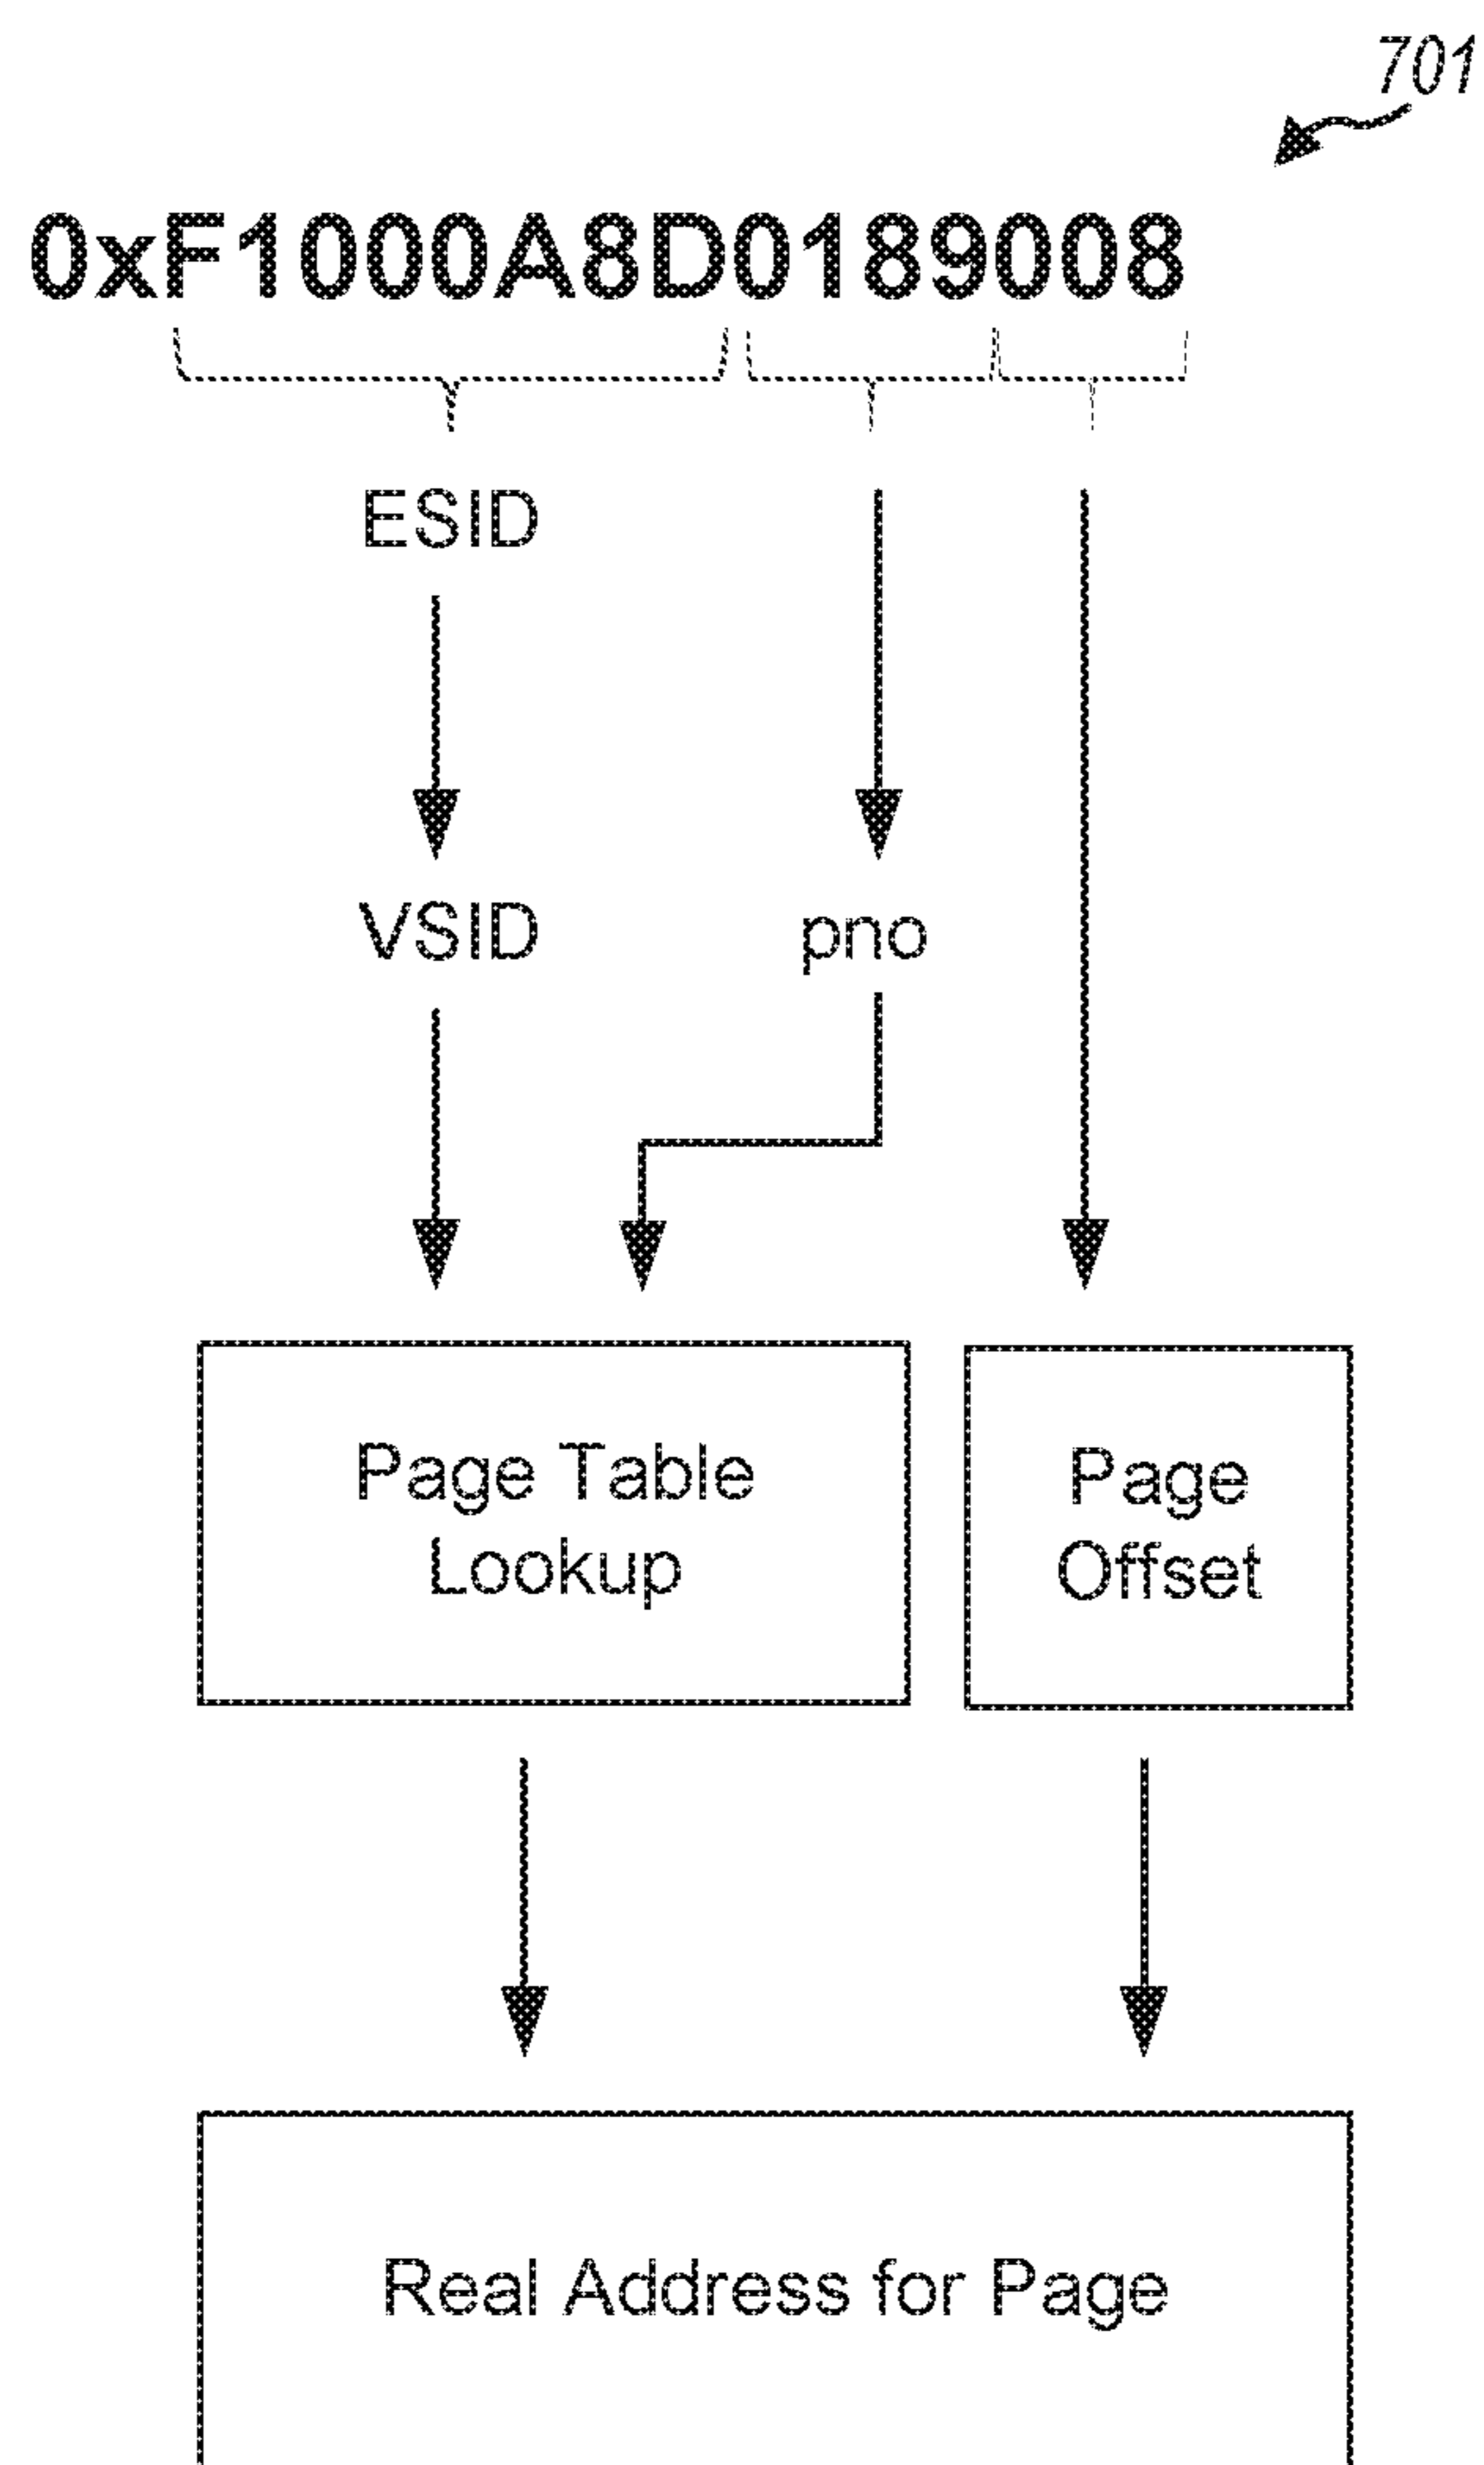 701
0xF1000A8D0189008
ESID
VSID
pno
Page Table
Lookup
Page
Offset
Real Address for Page